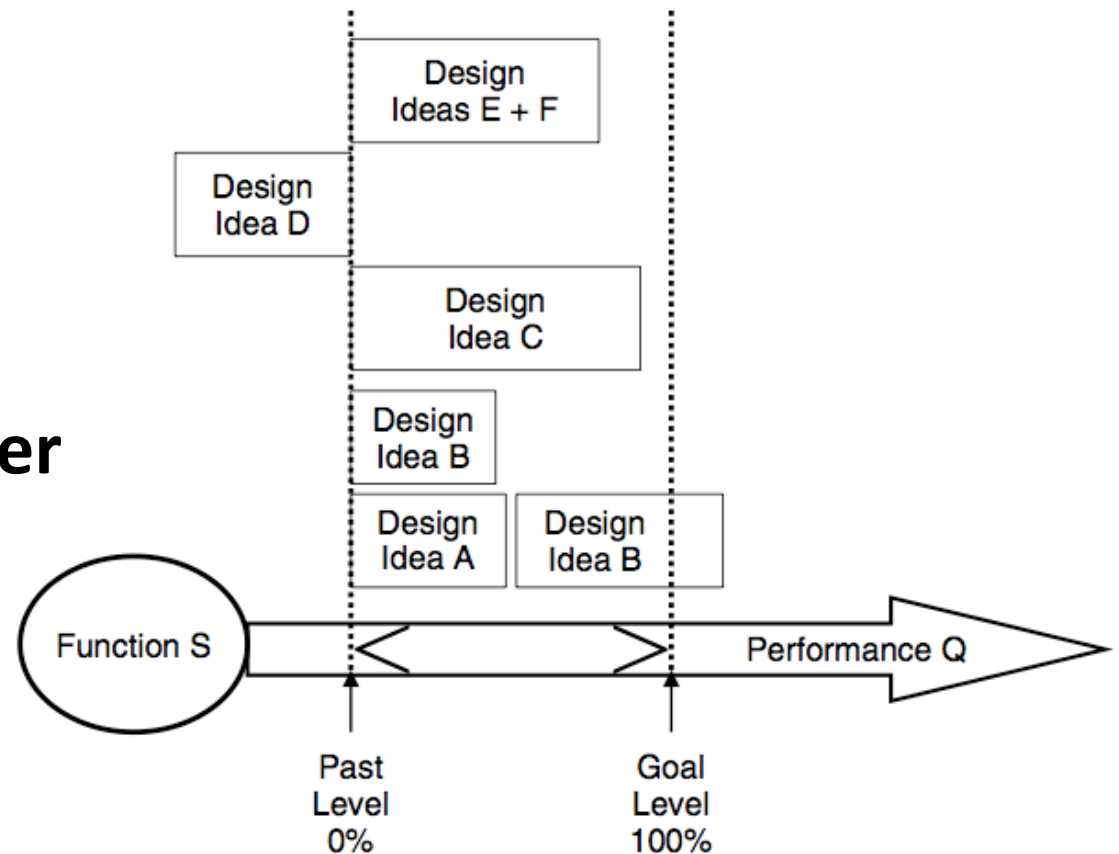 Design
Ideas E + F
Design
Idea D
Design
Idea C
er
Design
Idea B
Design
Idea A
Design
Idea B
Function S
Performance Q
Past
Level
0%
Goal
Level
100%